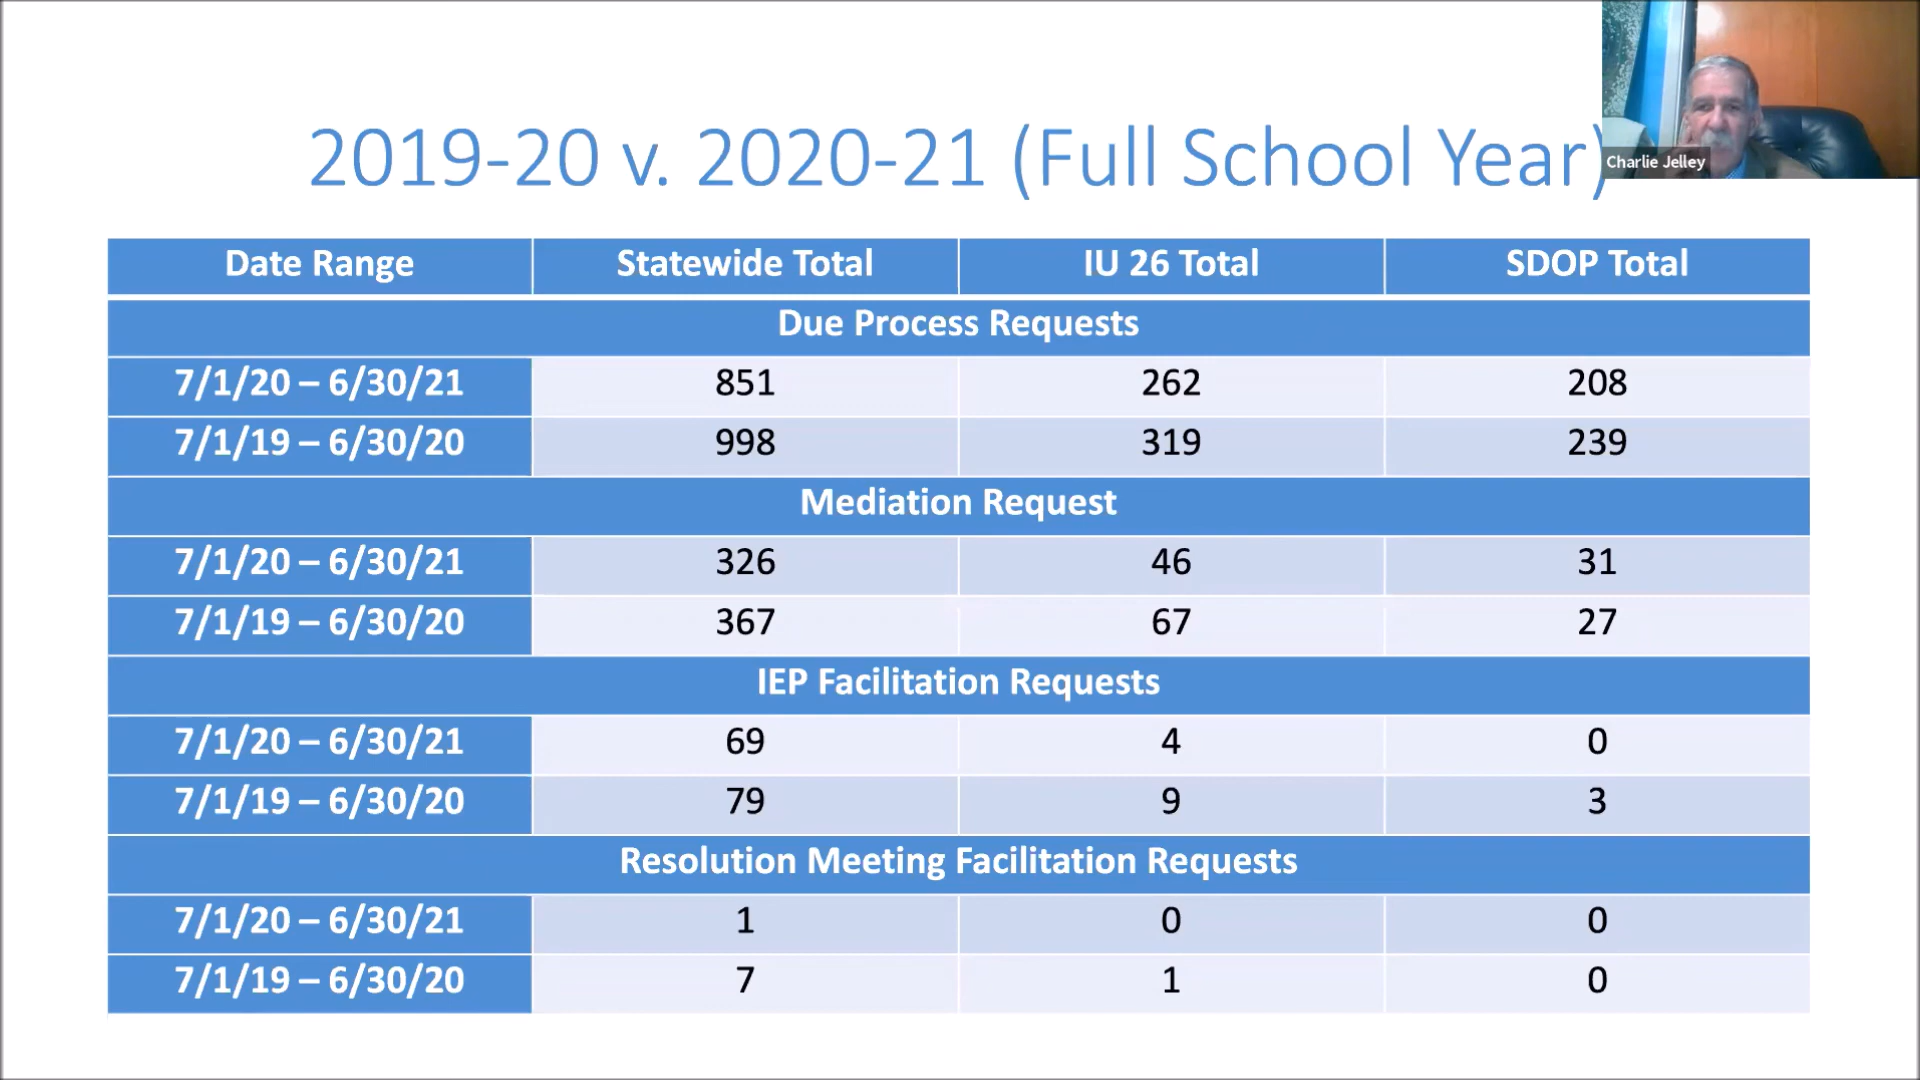 2019-20 v. 2020-21 (Full School Year)
Charlie Jelley
Date Range Statewide Total IU 26 Total SDOP Total
Due Process Requests
7/1/20 – 6/30/21 851 262 208
7/1/19 – 6/30/20 998 319 239
Mediation Request
7/1/20 – 6/30/21 326 46 31
7/1/19 – 6/30/20 367 67 27
IEP Facilitation Requests
7/1/20 – 6/30/21 69 4 0
7/1/19 – 6/30/20 79 9 3
Resolution Meeting Facilitation Requests
7/1/20 – 6/30/21 1 0 0
7/1/19 – 6/30/20 7 1 0